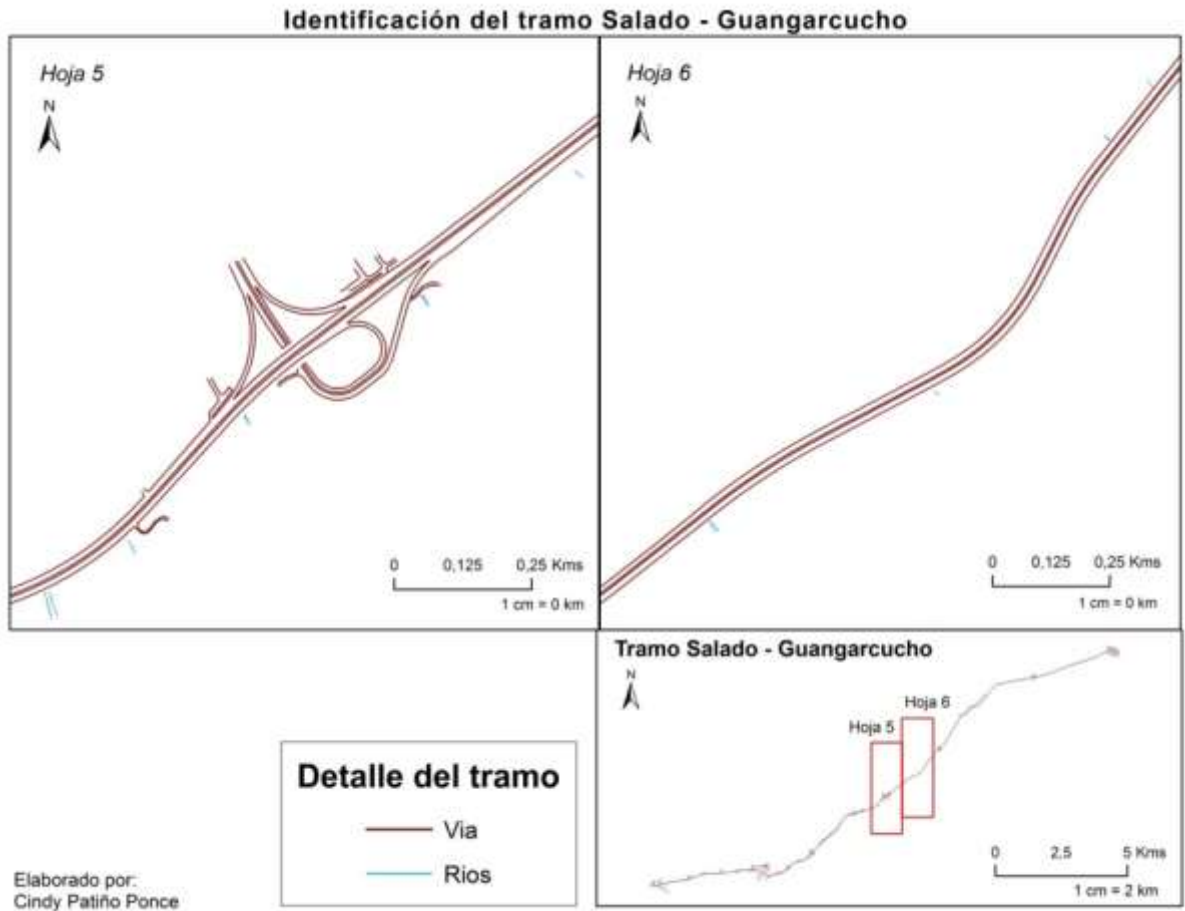 Identificación del tramo Salado - Guangarcucho
Hoja 5
N
0 0,125 0,25 Kms
1 cm = 0 km
Hoja 6
N
0 0,125 0,25 Kms
1 cm = 0 km
Detalle del tramo
Via
Rios
Elaborado por:
Cindy Patiño Ponce
Tramo Salado - Guangarcucho
N
Hoja 6
Hoja 5
0 2,5 5 Kms
1 cm = 2 km